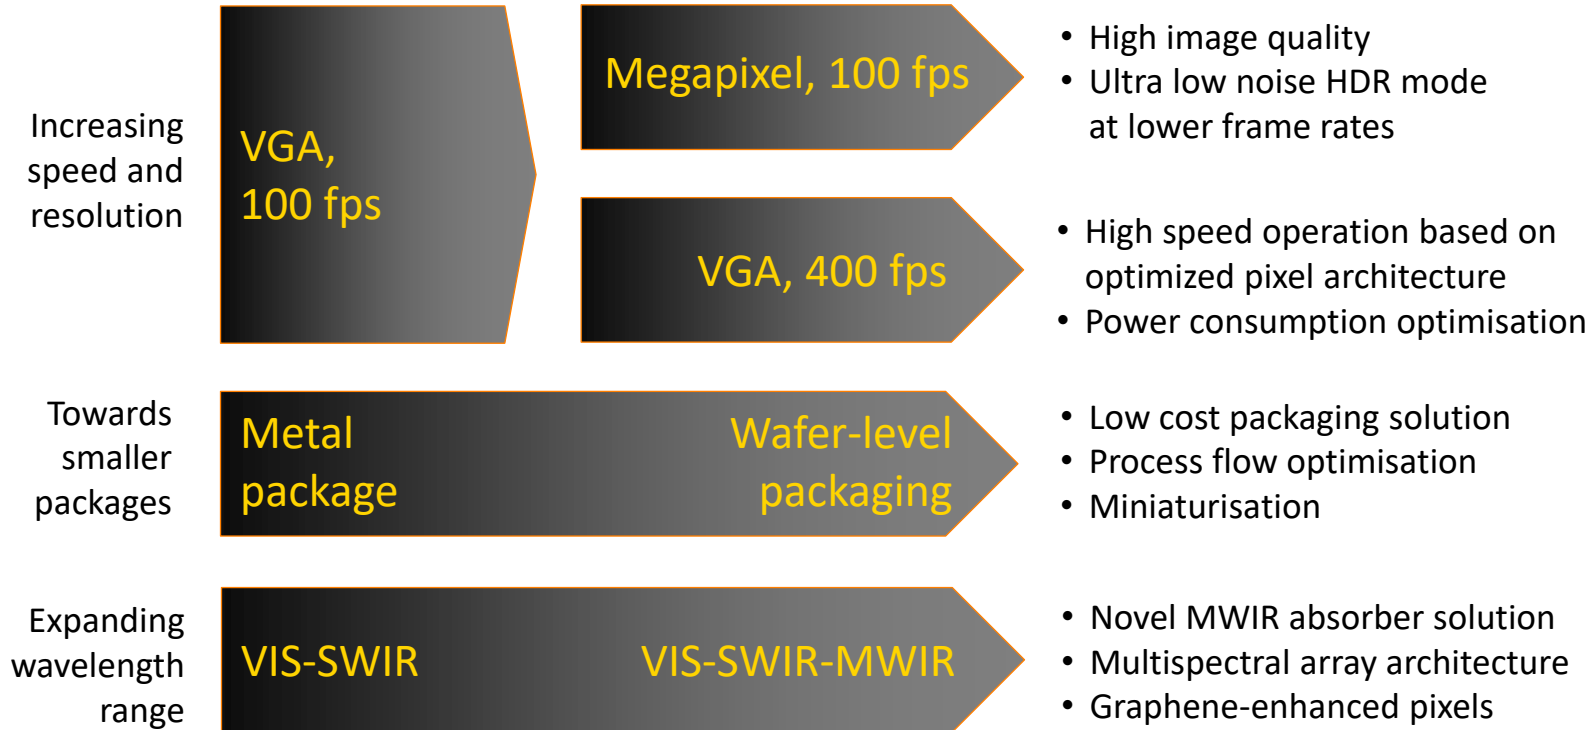 Increasing
speed and
resolution
VGA,
100 fps
Megapixel, 100 fps
• High image quality
• Ultra low noise HDR mode
at lower frame rates
VGA, 400 fps
• High speed operation based on
optimized pixel architecture
• Power consumption optimisation
Towards
smaller
packages
Metal
package
Wafer-level
packaging
• Low cost packaging solution
• Process flow optimisation
• Miniaturisation
Expanding
wavelength
range
VIS-SWIR
VIS-SWIR-MWIR
• Novel MWIR absorber solution
• Multispectral array architecture
• Graphene-enhanced pixels